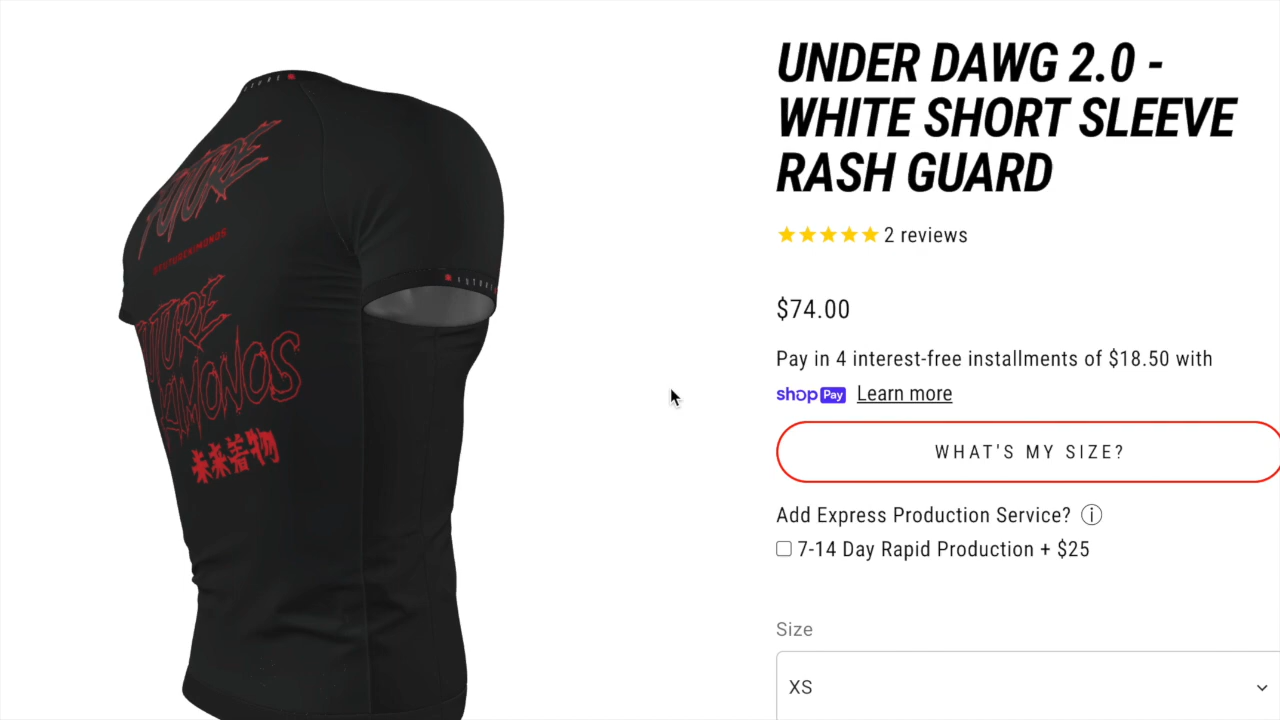 FUTURE
@FUTUREKIMONOS
FUTURE
KIMONOS
未来着物
UNDER DAWG 2.0 -
WHITE SHORT SLEEVE
RASH GUARD
2 reviews
$74.00
Pay in 4 interest-free installments of $18.50 with
shop Pay Learn more
WHAT'S MY SIZE?
Add Express Production Service? ⓘ
7-14 Day Rapid Production + $25
Size
XS